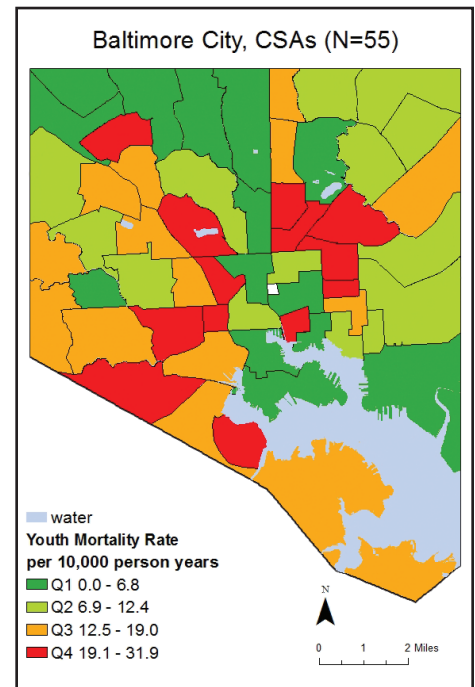 Baltimore City, CSAs (N=55)
water
Youth Mortality Rate
per 10,000 person years
Q1 0.0 - 6.8
Q2 6.9 - 12.4
Q3 12.5 - 19.0
Q4 19.1 - 31.9
N
0 1 2 Miles